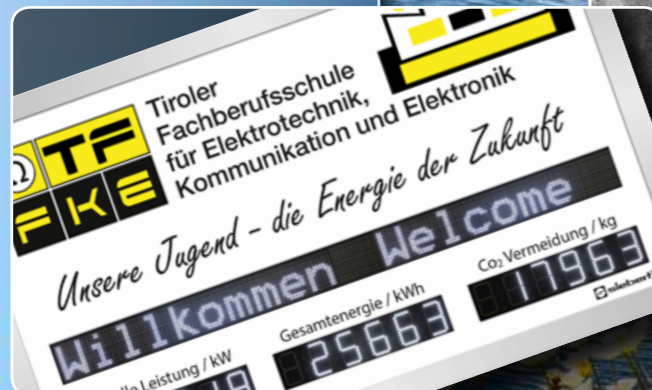 Ω TF
FKE
Tiroler
Fachberufsschule
für Elektrotechnik,
Kommunikation und Elektronik
Unsere Jugend - die Energie der Zukunft
Willkommen Welcome
Leistung / kW
Gesamtenergie / kWh
25663
Co₂ Vermeidung / kg
17963